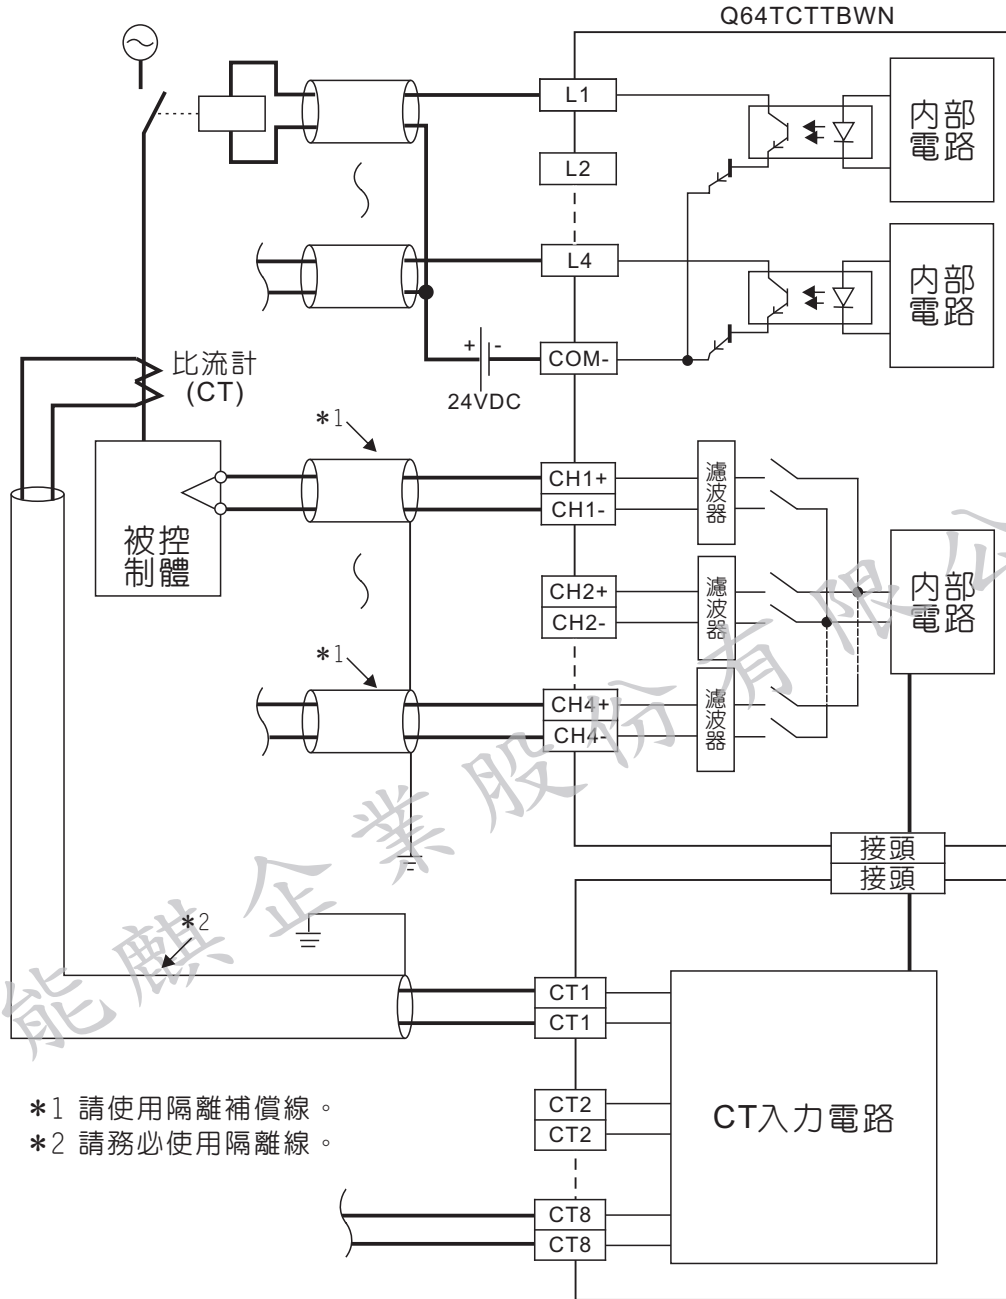 Q64TCTTBWN
L1
内部
電路
L2
L4
内部
電路
+ -
COM-
24VDC
比流計
(CT)
*1
CH1+
CH1-
濾波器
被控
制體
CH2+
CH2-
濾波器
内部
電路
*1
CH4+
CH4-
濾波器
接頭
接頭
*2
CT1
CT1
*1 請使用隔離補償線。
*2 請務必使用隔離線。
CT2
CT2
CT入力電路
CT8
CT8
能麒企業股份有限公